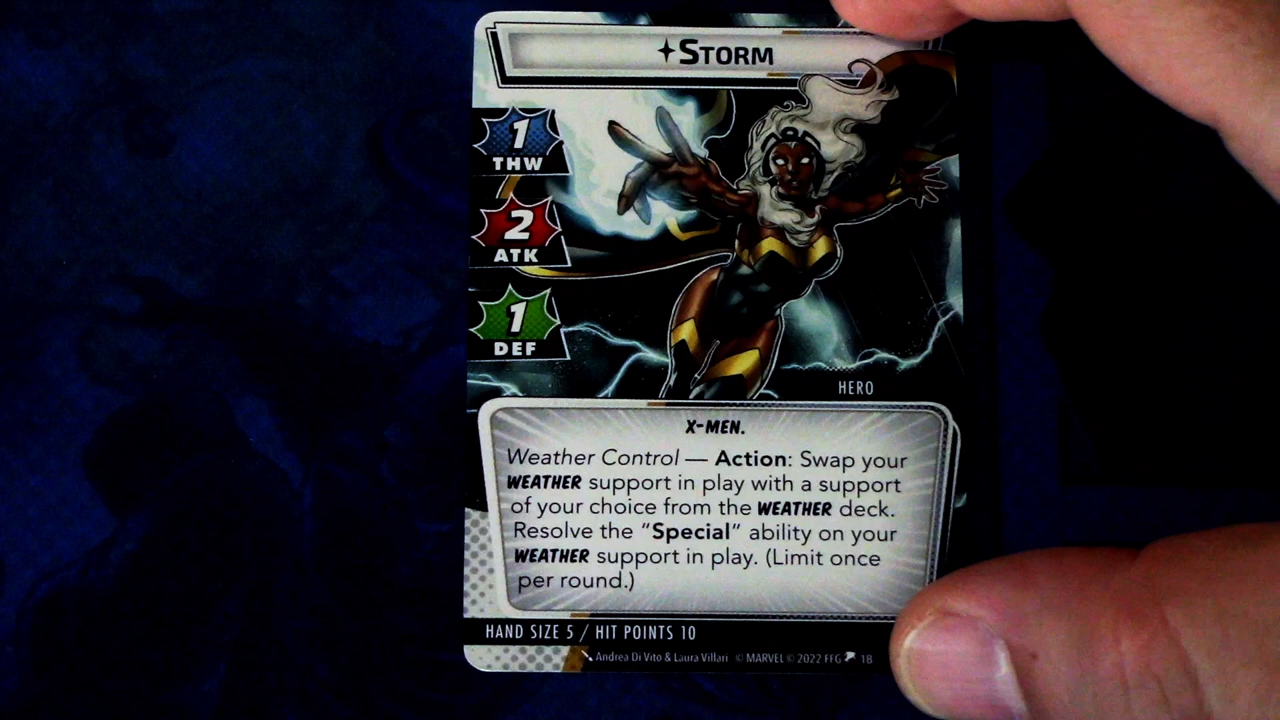 STORM
1
THW
2
ATK
1
DEF
HERO
X-MEN.
Weather Control — Action: Swap your
WEATHER support in play with a support
of your choice from the WEATHER deck.
Resolve the “Special” ability on your
WEATHER support in play. (Limit once
per round.)
HAND SIZE 5 / HIT POINTS 10
Andrea Di Vito & Laura Villari © MARVEL © 2022 FFG 1B